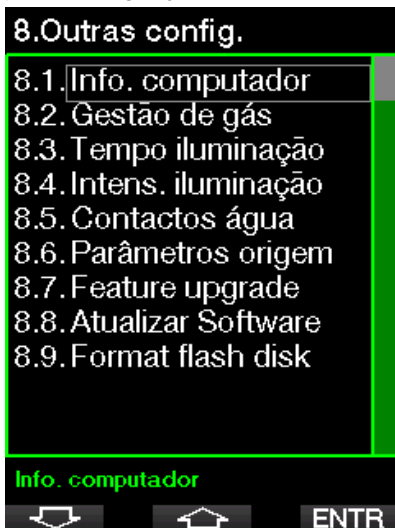 8.Outras config.
8.1.Info. computador
8.2.Gestão de gás
8.3.Tempo iluminação
8.4.Intens. iluminação
8.5.Contactos água
8.6.Parâmetros origem
8.7.Feature upgrade
8.8.Atualizar Software
8.9.Format flash disk
Info. computador
ENTR